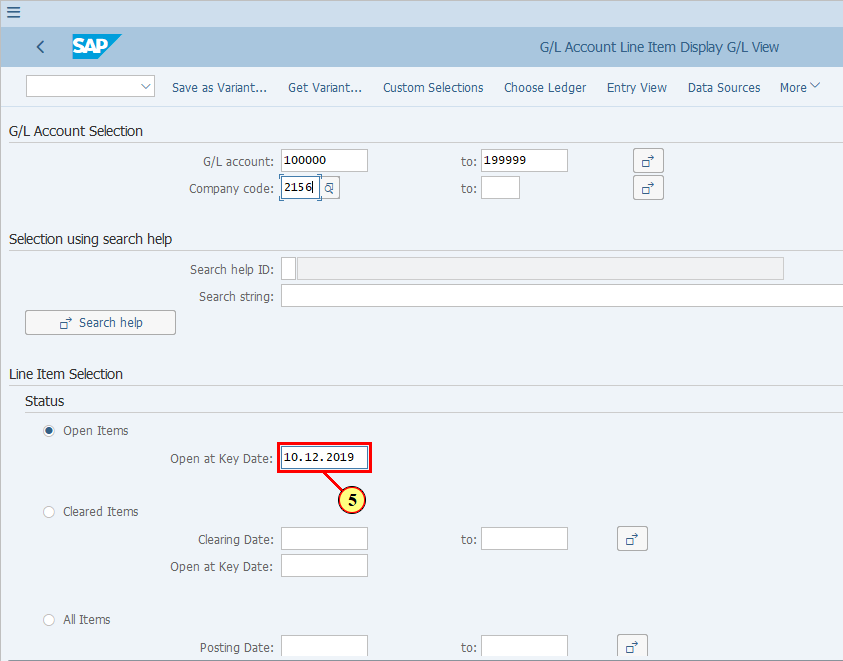 SAP
G/L Account Line Item Display G/L View
Save as Variant... Get Variant... Custom Selections Choose Ledger Entry View Data Sources More
G/L Account Selection
G/L account: 100000 to: 199999
Company code: 2156 to:
Selection using search help
Search help ID:
Search string:
Search help
Line Item Selection
Status
Open Items
Open at Key Date: 10.12.2019
5
Cleared Items
Clearing Date: to:
Open at Key Date:
All Items
Posting Date: to: